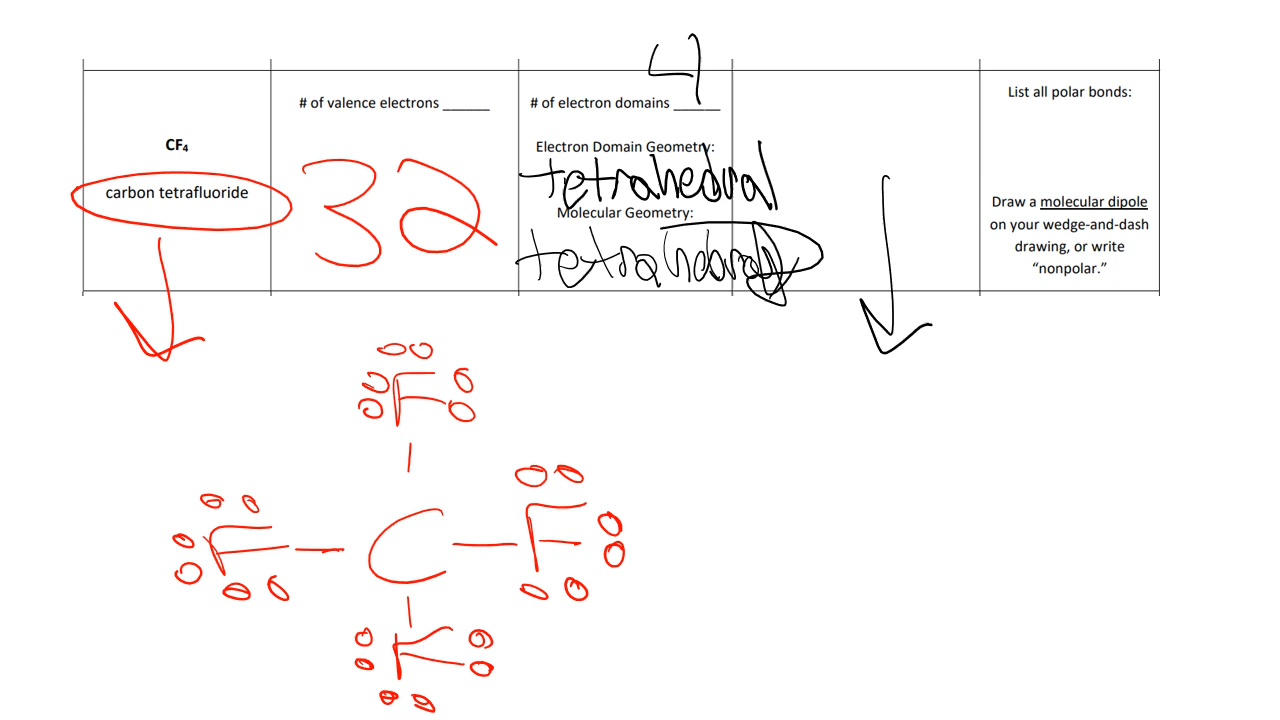 4
# of valence electrons ______
# of electron domains ______
List all polar bonds:
CF₄
Electron Domain Geometry:
carbon tetrafluoride
32
tetrahedral
Draw a molecular dipole
on your wedge-and-dash
drawing, or write
“nonpolar.”
Molecular Geometry:
F
F - C - F
F